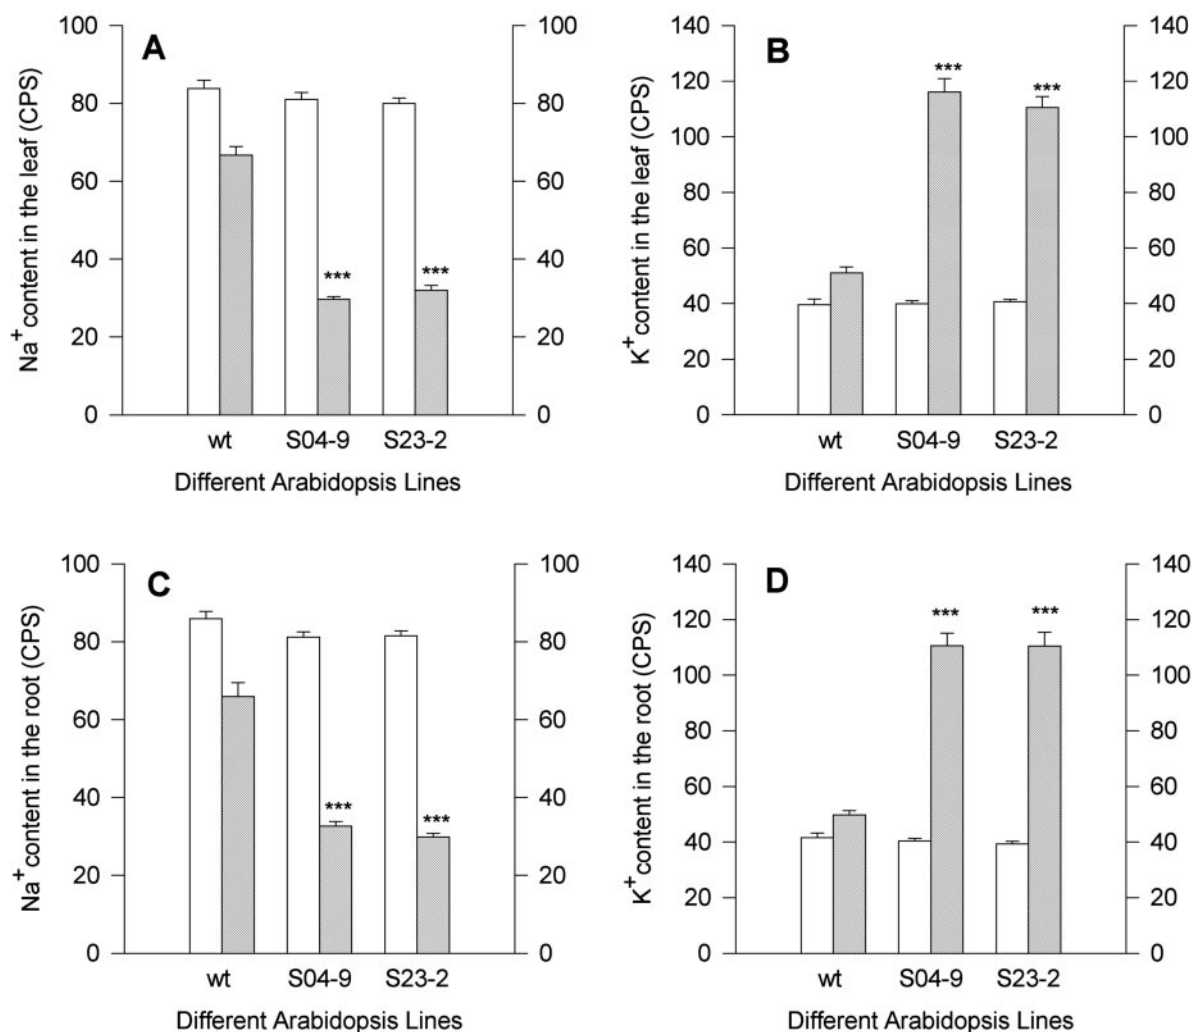 A
Na+ content in the leaf (CPS)
100
80
60
40
20
0
100
80
60
40
20
0
***
***
wt
S04-9
S23-2
Different Arabidopsis Lines
B
K+ content in the leaf (CPS)
140
120
100
80
60
40
20
0
140
120
100
80
60
40
20
0
***
***
wt
S04-9
S23-2
Different Arabidopsis Lines
C
Na+ content in the root (CPS)
100
80
60
40
20
0
100
80
60
40
20
0
***
***
wt
S04-9
S23-2
Different Arabidopsis Lines
D
K+ content in the root (CPS)
140
120
100
80
60
40
20
0
140
120
100
80
60
40
20
0
***
***
wt
S04-9
S23-2
Different Arabidopsis Lines